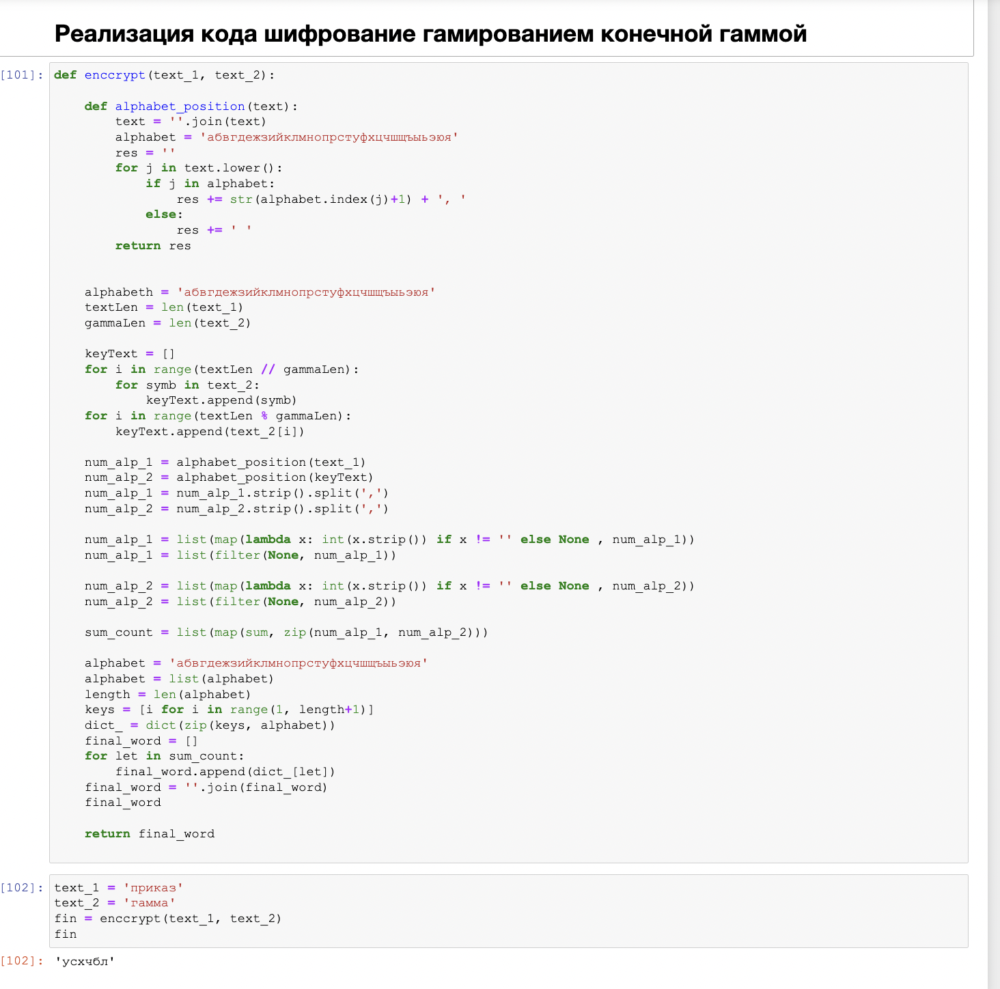 Реализация кода шифрование гамированием конечной гаммой
[101]: def enccrypt(text_1, text_2):
def alphabet_position(text):
text = ''.join(text)
alphabet = 'абвгдежзийклмнопрстуфхцчшщъыьэюя'
res = ''
for j in text.lower():
if j in alphabet:
res += str(alphabet.index(j)+1) + ', '
else:
res += ' '
return res
alphabeth = 'абвгдежзийклмнопрстуфхцчшщъыьэюя'
textLen = len(text_1)
gammaLen = len(text_2)
keyText = []
for i in range(textLen // gammaLen):
for symb in text_2:
keyText.append(symb)
for i in range(textLen % gammaLen):
keyText.append(text_2[i])
num_alp_1 = alphabet_position(text_1)
num_alp_2 = alphabet_position(keyText)
num_alp_1 = num_alp_1.strip().split(',')
num_alp_2 = num_alp_2.strip().split(',')
num_alp_1 = list(map(lambda x: int(x.strip()) if x != '' else None , num_alp_1))
num_alp_1 = list(filter(None, num_alp_1))
num_alp_2 = list(map(lambda x: int(x.strip()) if x != '' else None , num_alp_2))
num_alp_2 = list(filter(None, num_alp_2))
sum_count = list(map(sum, zip(num_alp_1, num_alp_2)))
alphabet = 'абвгдежзийклмнопрстуфхцчшщъыьэюя'
alphabet = list(alphabet)
length = len(alphabet)
keys = [i for i in range(1, length+1)]
dict_ = dict(zip(keys, alphabet))
final_word = []
for let in sum_count:
final_word.append(dict_[let])
final_word = ''.join(final_word)
final_word
return final_word
[102]: text_1 = 'приказ'
text_2 = 'гамма'
fin = enccrypt(text_1, text_2)
fin
[102]: 'усхчбл'